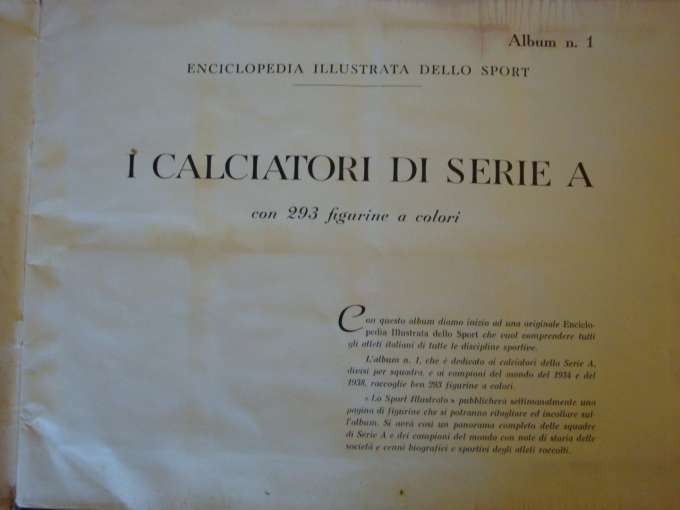 Album n. 1
ENCICLOPEDIA ILLUSTRATA DELLO SPORT
I CALCIATORI DI SERIE A
con 293 figurine a colori
Con questo album diamo inizio ad una originale Enciclo-
pedia Illustrata dello Sport che vuol comprendere tutti
gli atleti italiani di tutte le discipline sportive.
L'album n. 1, che è dedicato ai calciatori della Serie A,
divisi per squadra, e ai campioni del mondo del 1934 e del
1938, raccoglie ben 293 figurine a colori.
« Lo Sport Illustrato » pubblicherà settimanalmente una
pagina di figurine che si potranno ritagliare ed incollare sul-
l'album. Si avrà così un panorama completo delle squadre
di Serie A e dei campioni del mondo con note di storia delle
società e cenni biografici e sportivi degli atleti raccolti.